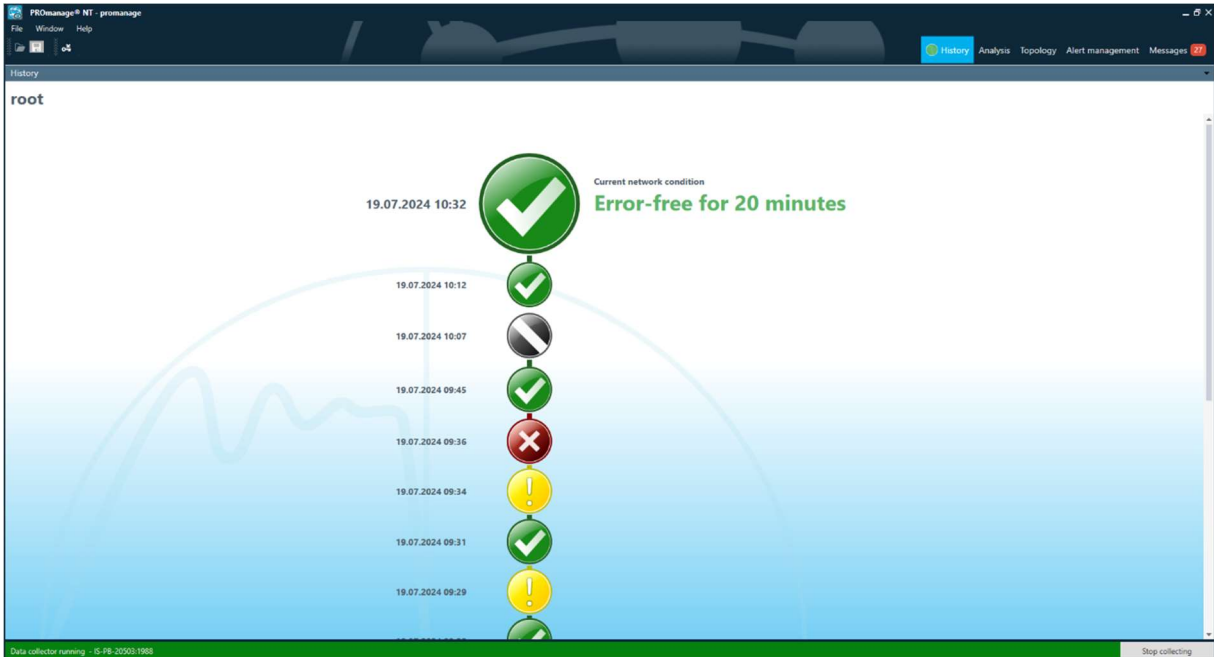 PROmanage® NT - promanage
File Window Help
History Analysis Topology Alert management Messages 27
History
root
Current network condition
19.07.2024 10:32 Error-free for 20 minutes
19.07.2024 10:12
19.07.2024 10:07
19.07.2024 09:45
19.07.2024 09:36
19.07.2024 09:34
19.07.2024 09:31
19.07.2024 09:29
Data collector running - IS-PB-20503:1988 Stop collecting